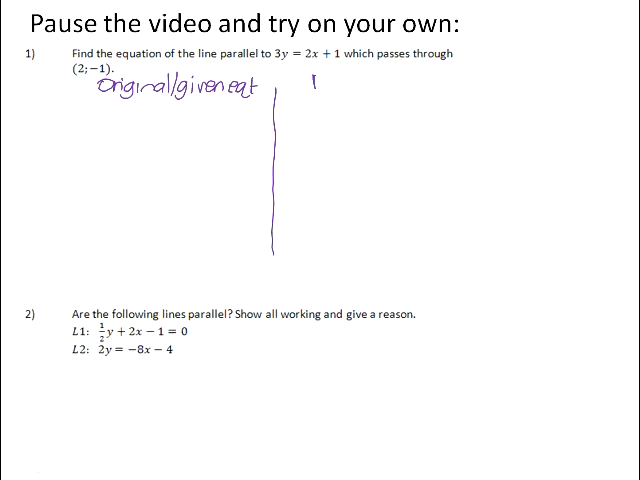 Pause the video and try on your own:
1) Find the equation of the line parallel to 3y = 2x + 1 which passes through
(2;−1).
Original/given eqt
2) Are the following lines parallel? Show all working and give a reason.
L1: 1/2 y + 2x − 1 = 0
L2: 2y = −8x − 4